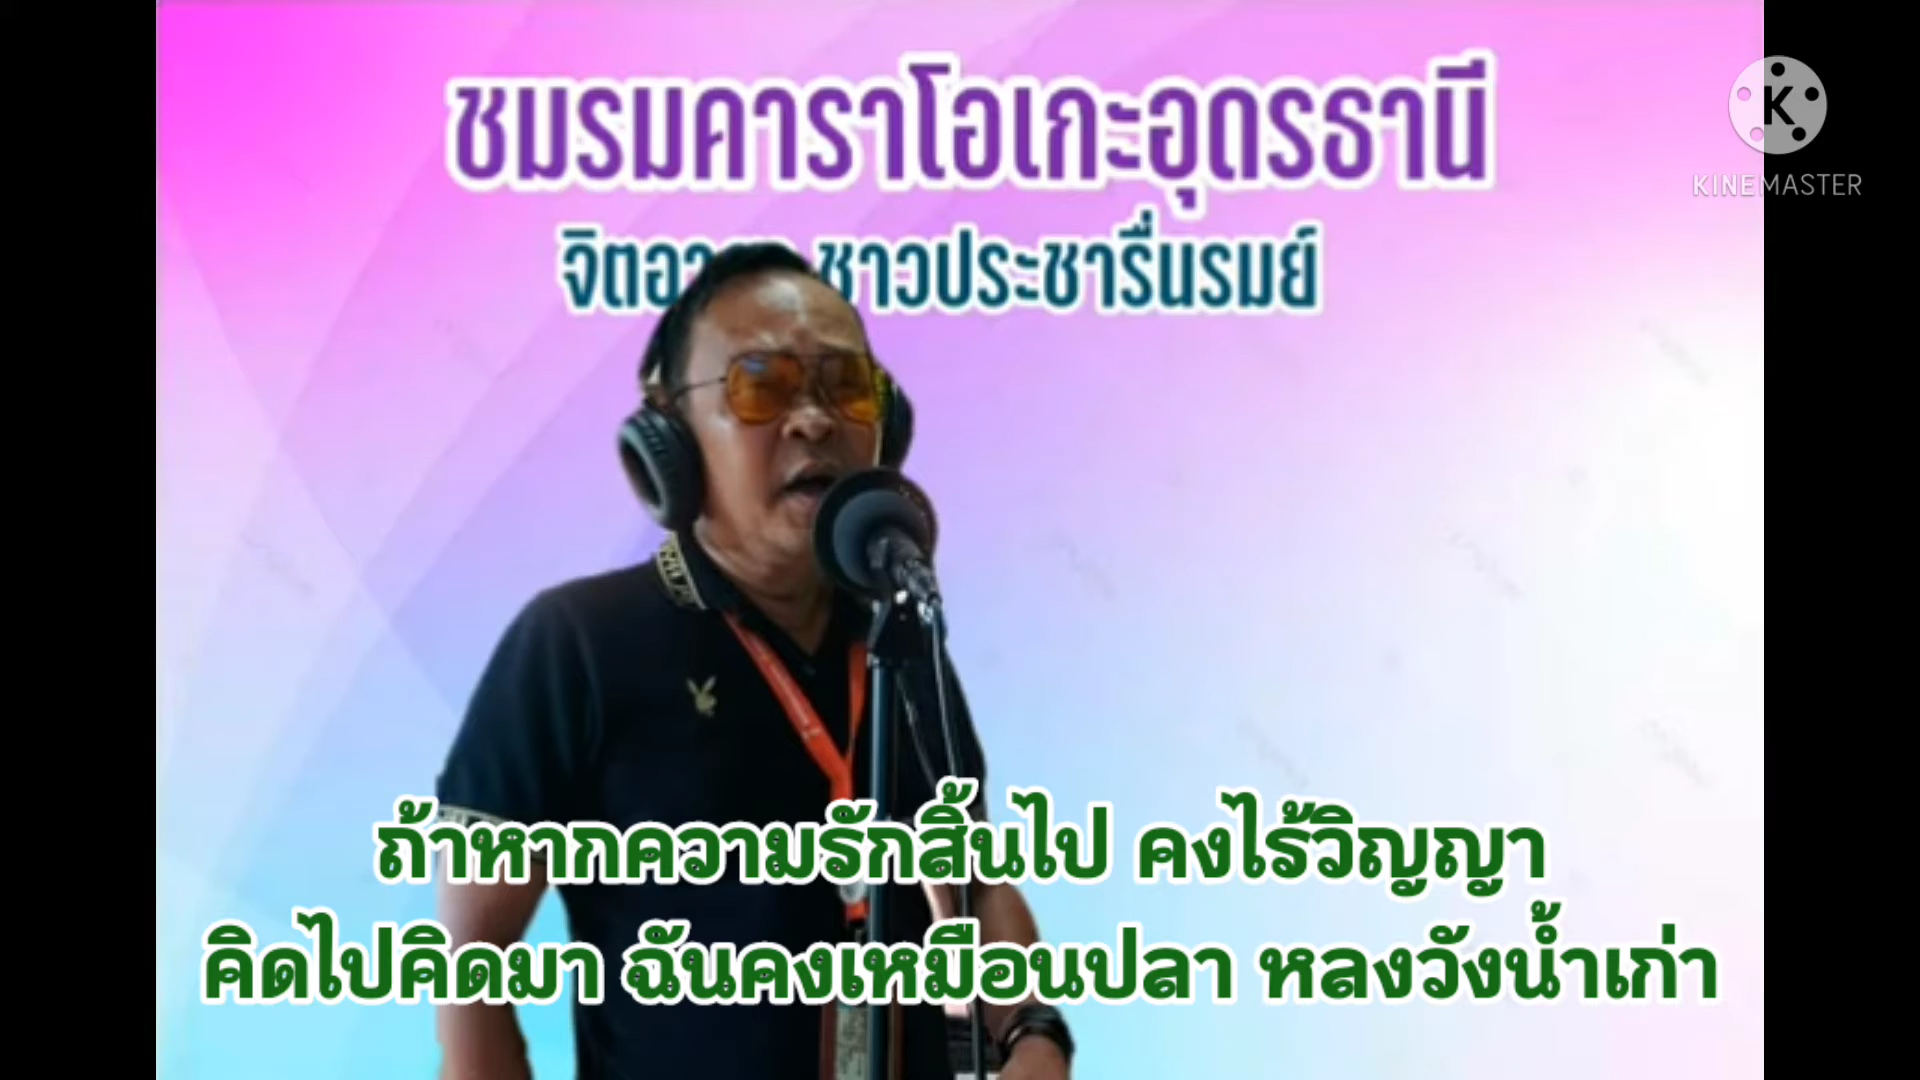 ชมรมคาราโอเกะอุดรธานี
ชาวประชารื่นรมย์
K
KINEMASTER
ถ้าหากความรักสิ้นไป คงไร้วิญญา
คิดไปคิดมา ฉันคงเหมือนปลา หลงวังน้ำเก่า